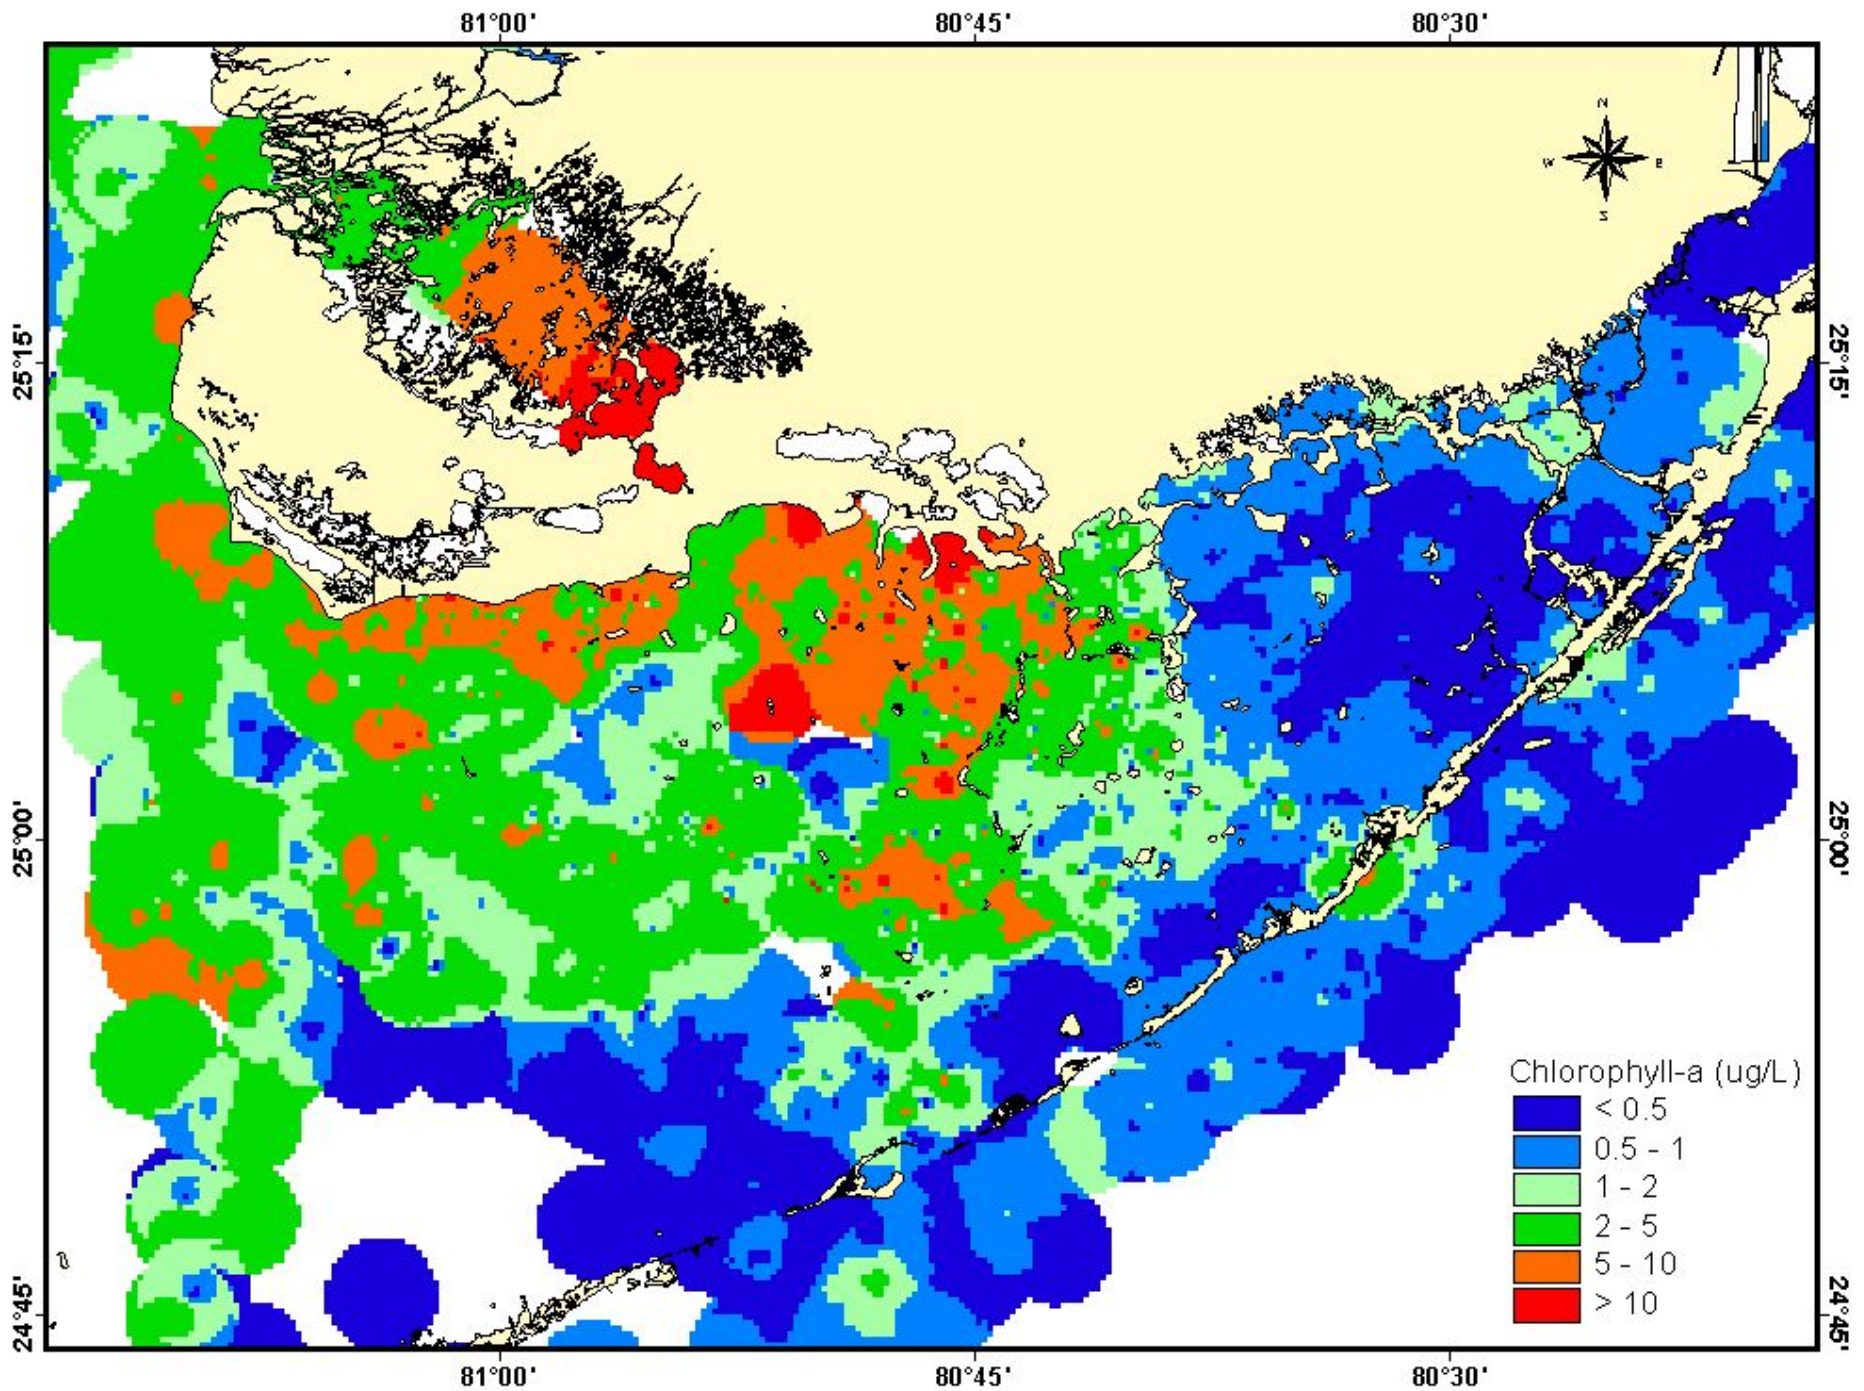 81°00' 80°45' 80°30'
N
W E
S
25°15' 25°15'
25°00' 25°00'
Chlorophyll-a (ug/L)
< 0.5
0.5 - 1
1 - 2
2 - 5
5 - 10
> 10
24°45' 24°45'
81°00' 80°45' 80°30'